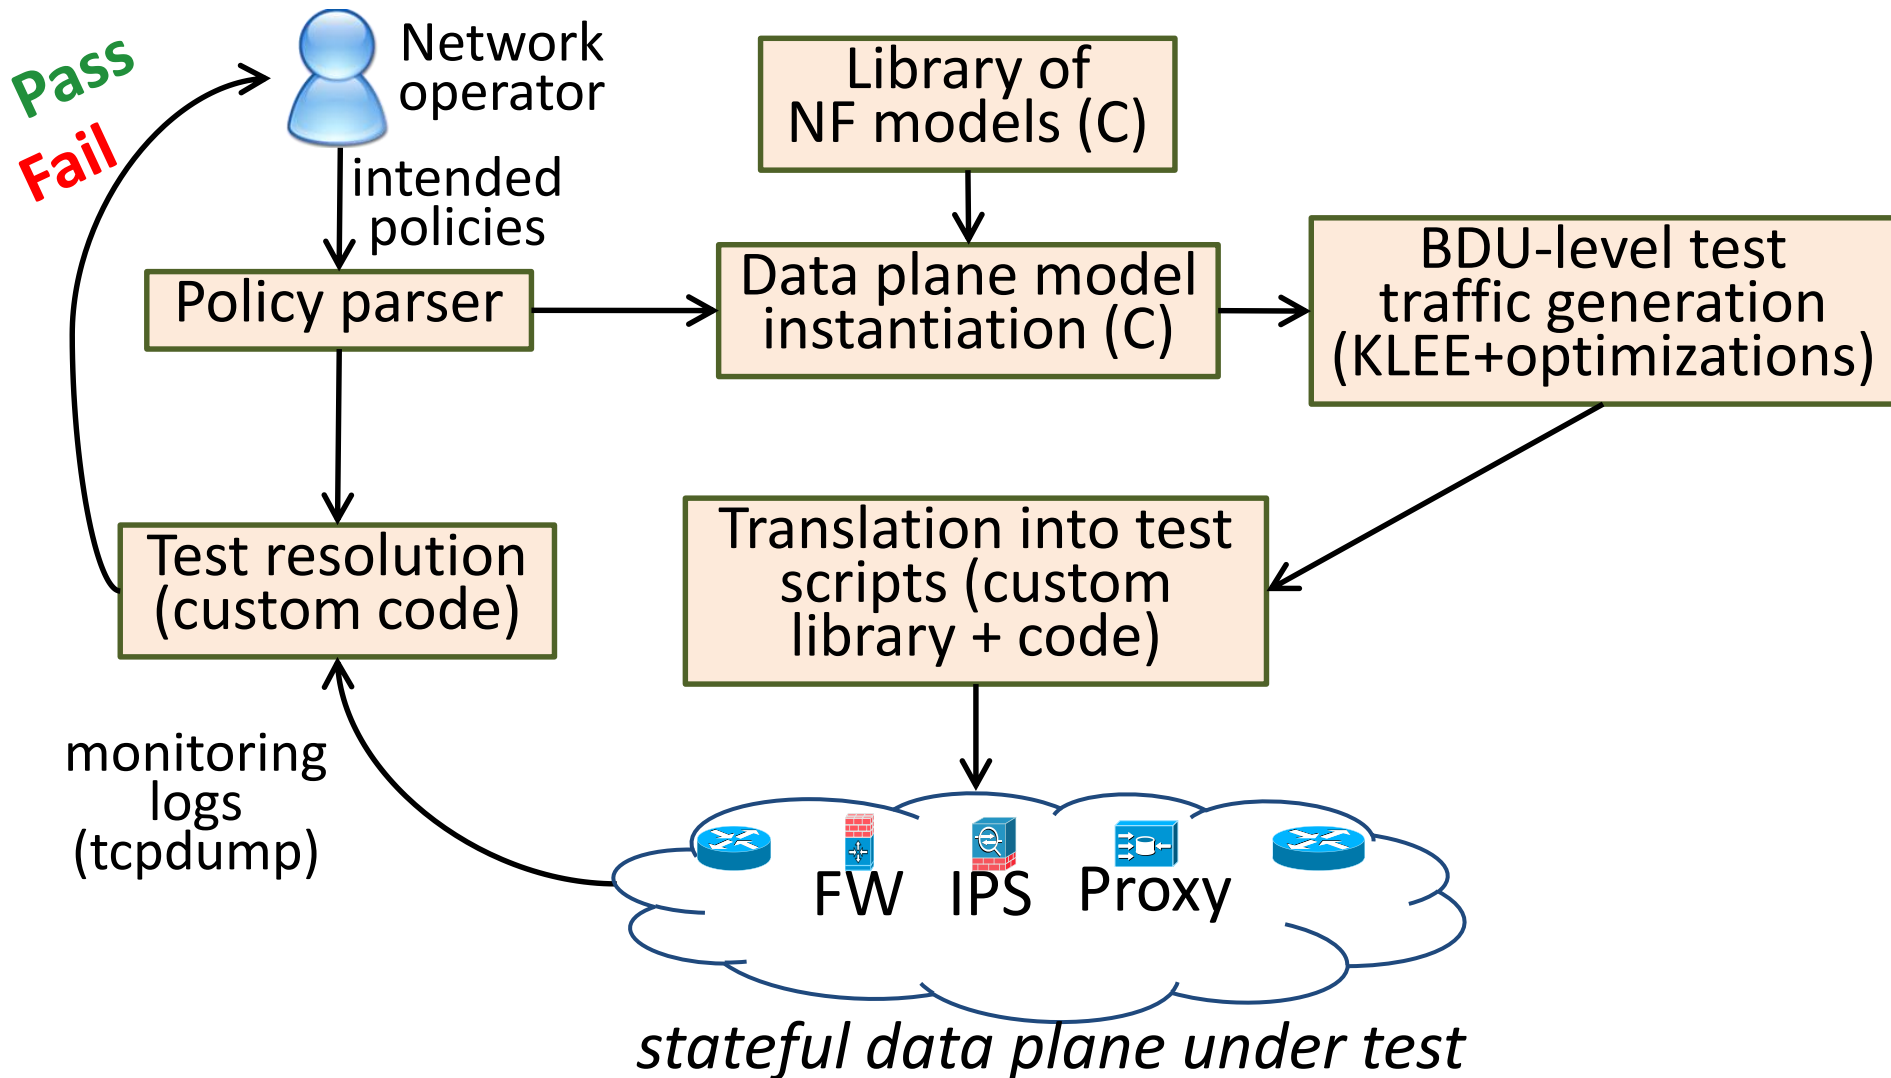 Pass
Fail
Network
operator
intended
policies
Library of
NF models (C)
Policy parser
Data plane model
instantiation (C)
BDU-level test
traffic generation
(KLEE+optimizations)
Test resolution
(custom code)
Translation into test
scripts (custom
library + code)
monitoring
logs
(tcpdump)
FW
IPS
Proxy
stateful data plane under test